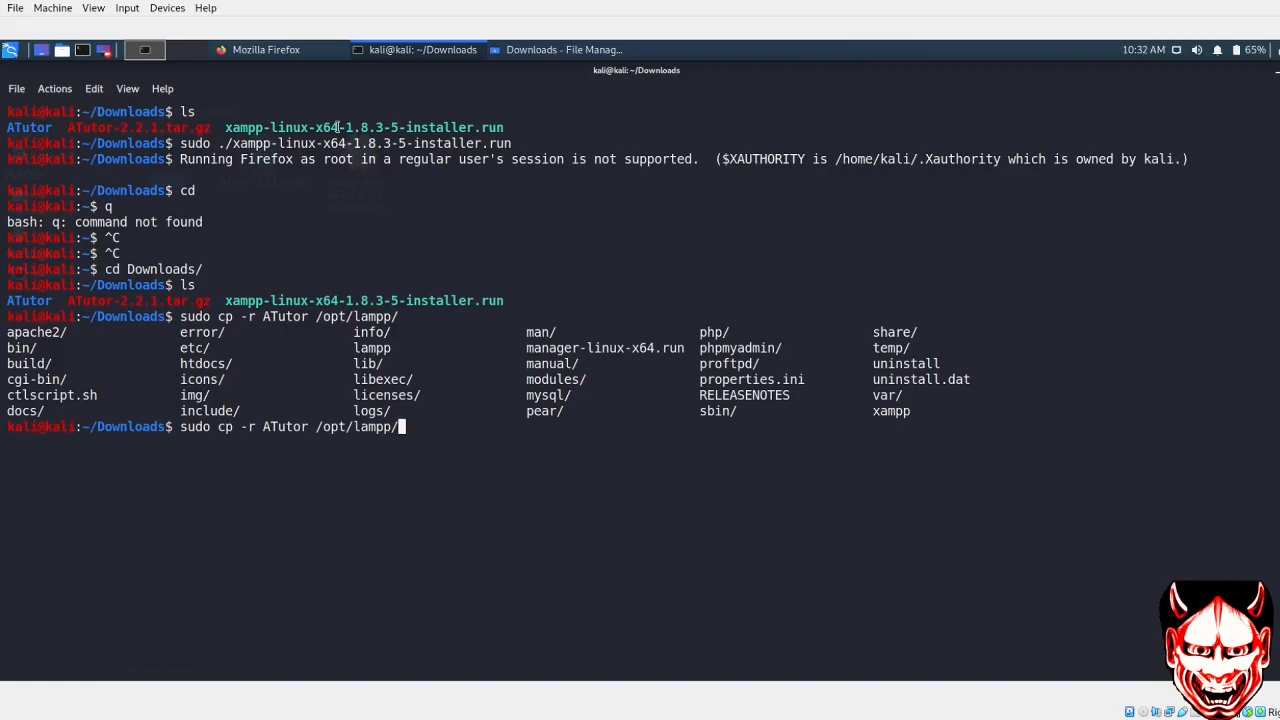 File Machine View Input Devices Help
Mozilla Firefox kali@kali: ~/Downloads Downloads - File Manag... 10:32 AM 65%
kali@kali: ~/Downloads
File Actions Edit View Help
kali@kali:~/Downloads$ ls
ATutor ATutor-2.2.1.tar.gz xampp-linux-x64-1.8.3-5-installer.run
kali@kali:~/Downloads$ sudo ./xampp-linux-x64-1.8.3-5-installer.run
kali@kali:~/Downloads$ Running Firefox as root in a regular user's session is not supported. ($XAUTHORITY is /home/kali/.Xauthority which is owned by kali.)
kali@kali:~/Downloads$ cd
kali@kali:~$ q
bash: q: command not found
kali@kali:~$ ^C
kali@kali:~$ ^C
kali@kali:~$ cd Downloads/
kali@kali:~/Downloads$ ls
ATutor ATutor-2.2.1.tar.gz xampp-linux-x64-1.8.3-5-installer.run
kali@kali:~/Downloads$ sudo cp -r ATutor /opt/lampp/
apache2/ error/ info/ man/ php/ share/
bin/ etc/ lampp manager-linux-x64.run phpmyadmin/ temp/
build/ htdocs/ lib/ manual/ proftpd/ uninstall
cgi-bin/ icons/ libexec/ modules/ properties.ini uninstall.dat
ctlscript.sh img/ licenses/ mysql/ RELEASENOTES var/
docs/ include/ logs/ pear/ sbin/ xampp
kali@kali:~/Downloads$ sudo cp -r ATutor /opt/lampp/